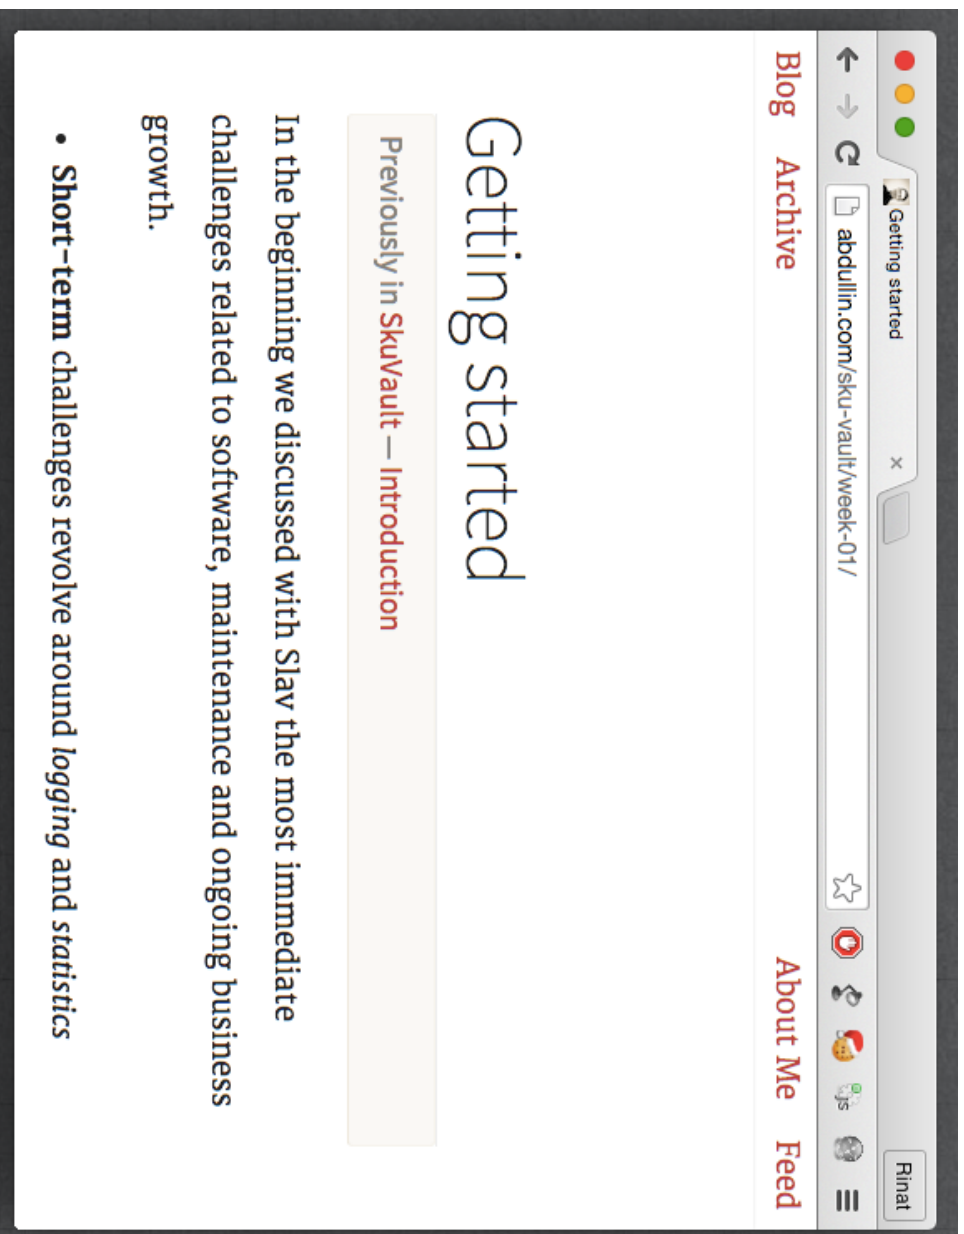 Getting started
Rinat
abdullin.com/sku-vault/week-01/
js
Blog Archive About Me Feed
Getting started
Previously in SkuVault — Introduction
In the beginning we discussed with Slav the most immediate
challenges related to software, maintenance and ongoing business
growth.
• Short-term challenges revolve around logging and statistics